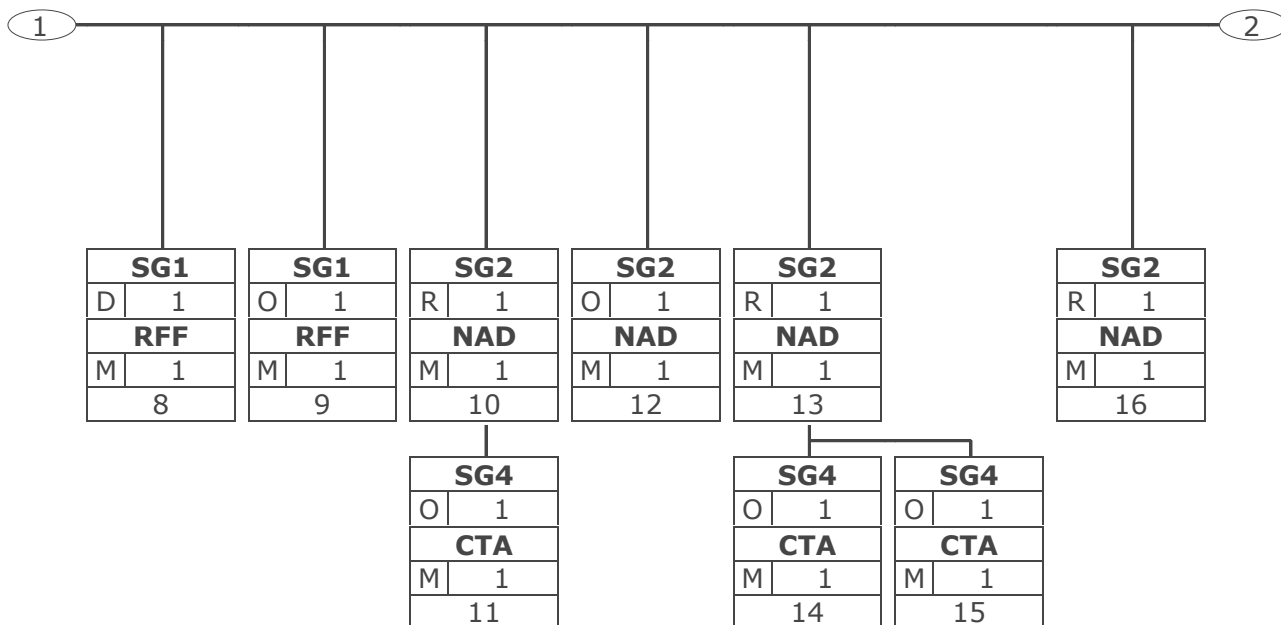 1
2
SG1
D 1
RFF
M 1
8
SG1
O 1
RFF
M 1
9
SG2
R 1
NAD
M 1
10
SG2
O 1
NAD
M 1
12
SG2
R 1
NAD
M 1
13
SG2
R 1
NAD
M 1
16
SG4
O 1
CTA
M 1
11
SG4
O 1
CTA
M 1
14
SG4
O 1
CTA
M 1
15